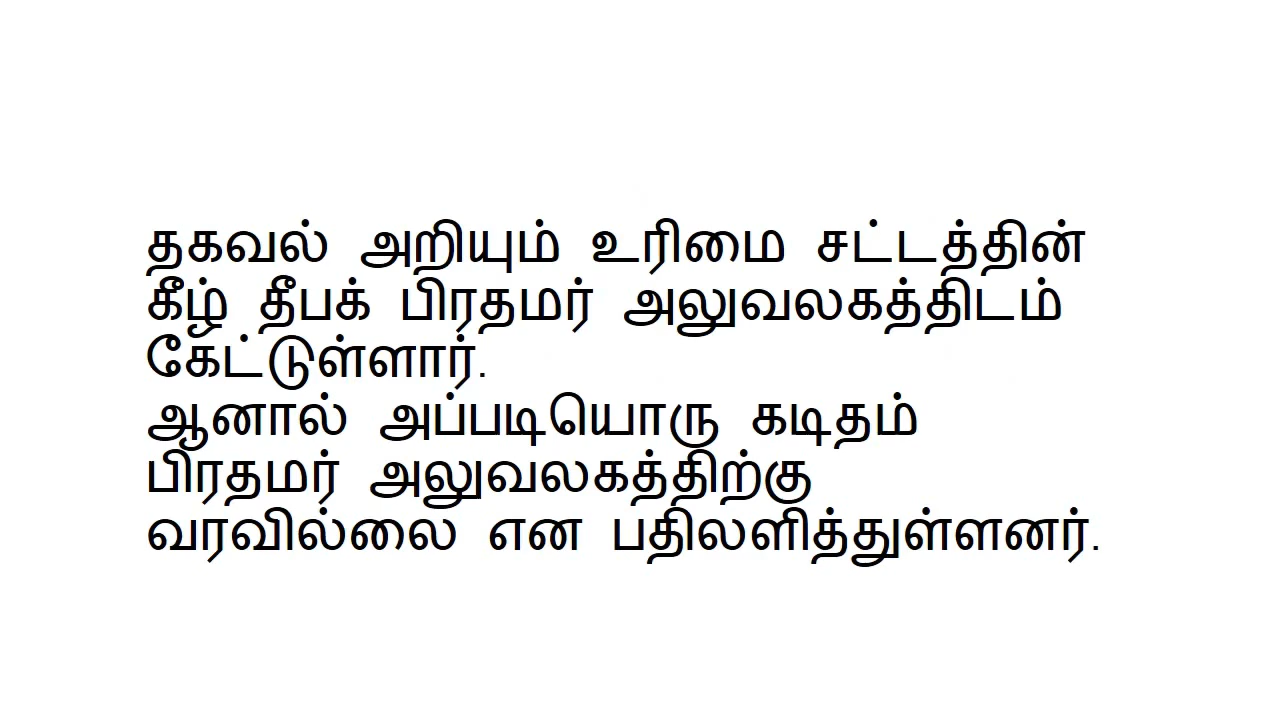 தகவல் அறியும் உரிமை சட்டத்தின்
கீழ் தீபக் பிரதமர் அலுவலகத்திடம்
கேட்டுள்ளார்.
ஆனால் அப்படியொரு கடிதம்
பிரதமர் அலுவலகத்திற்கு
வரவில்லை என பதிலளித்துள்ளனர்.